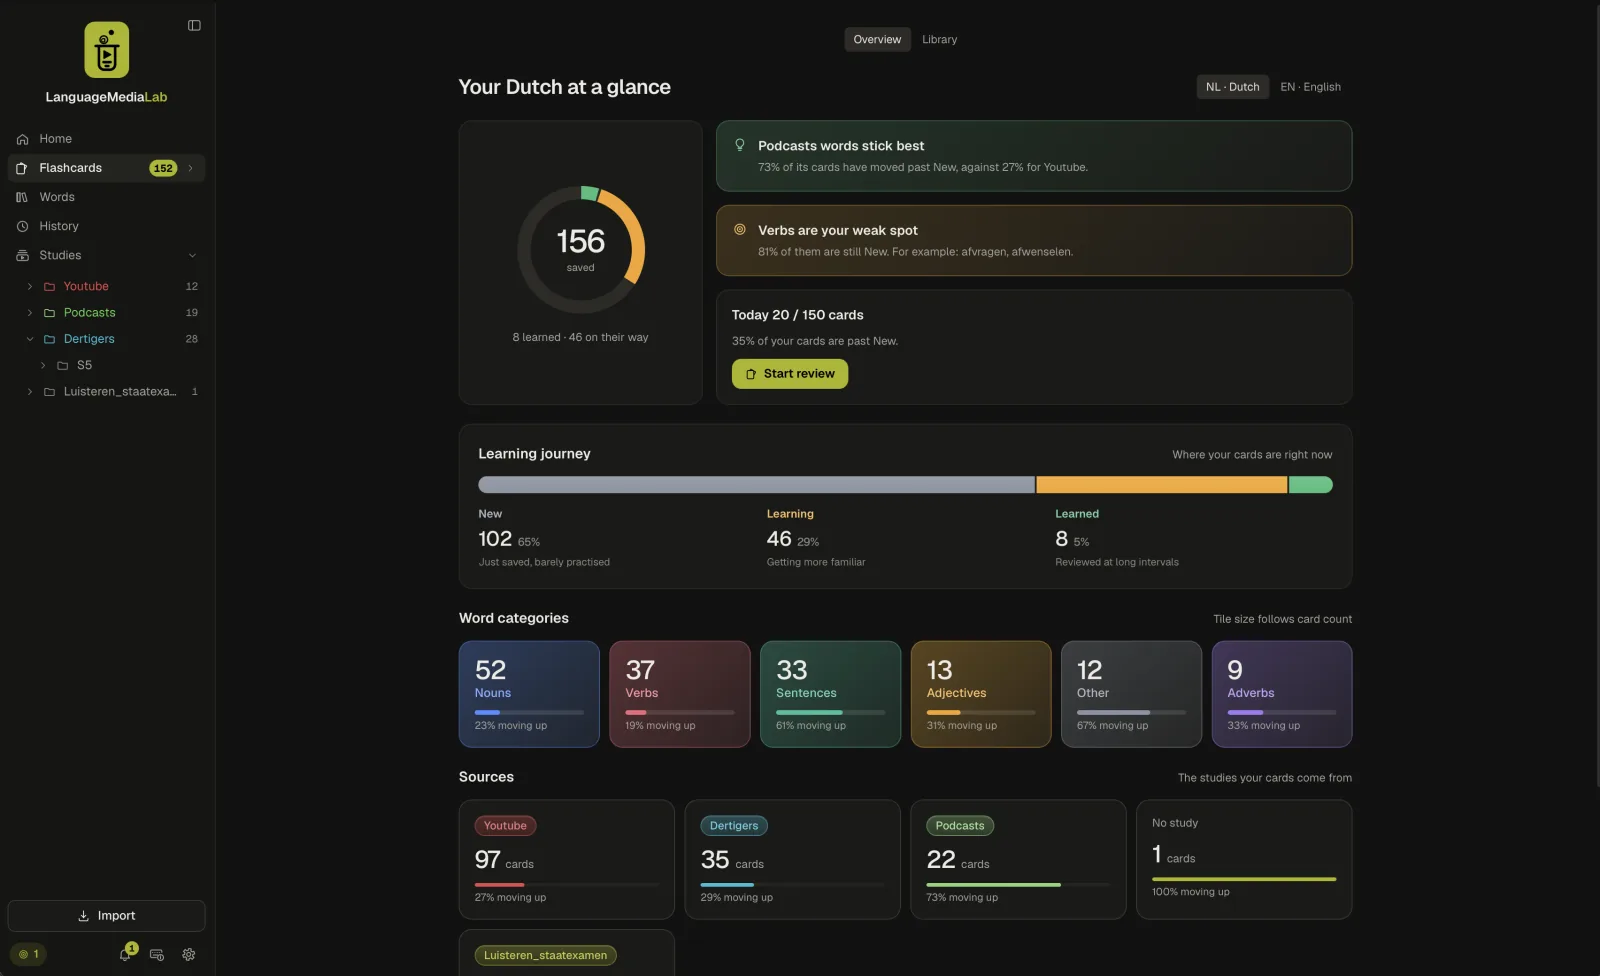 LanguageMediaLab
Home
Flashcards 152
Words
History
Studies
Youtube 12
Podcasts 19
Dertigers 28
S5
Luisteren_staatexa... 1
Import
1
1
Overview Library
Your Dutch at a glance
NL · Dutch EN · English
156
saved
8 learned · 46 on their way
Podcasts words stick best
73% of its cards have moved past New, against 27% for Youtube.
Verbs are your weak spot
81% of them are still New. For example: afvragen, afwenselen.
Today 20 / 150 cards
35% of your cards are past New.
Start review
Learning journey
Where your cards are right now
New
102 65%
Just saved, barely practised
Learning
46 29%
Getting more familiar
Learned
8 5%
Reviewed at long intervals
Word categories
Tile size follows card count
52
Nouns
23% moving up
37
Verbs
19% moving up
33
Sentences
61% moving up
13
Adjectives
31% moving up
12
Other
67% moving up
9
Adverbs
33% moving up
Sources
The studies your cards come from
Youtube
97 cards
27% moving up
Dertigers
35 cards
29% moving up
Podcasts
22 cards
73% moving up
No study
1 cards
100% moving up
Luisteren_staatexamen